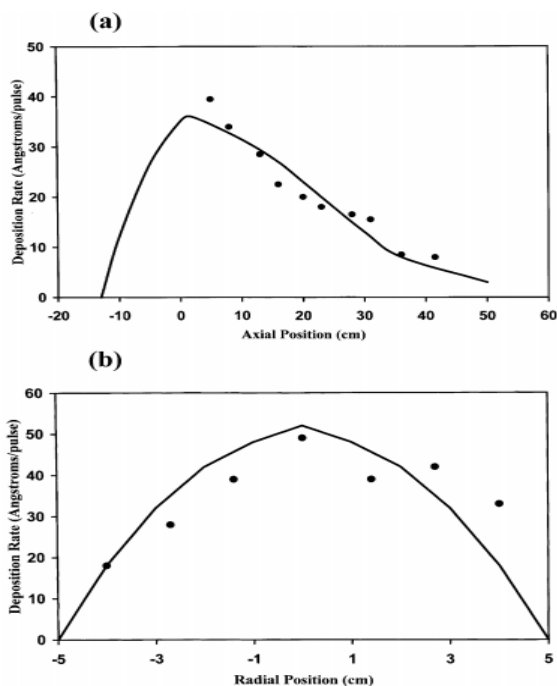 (a)
50
40
30
20
10
0
Deposition Rate (Angstroms/pulse)
-20 -10 0 10 20 30 40 50 60
Axial Position (cm)
(b)
60
50
40
30
20
10
0
Deposition Rate (Angstroms/pulse)
-5 -3 -1 1 3 5
Radial Position (cm)